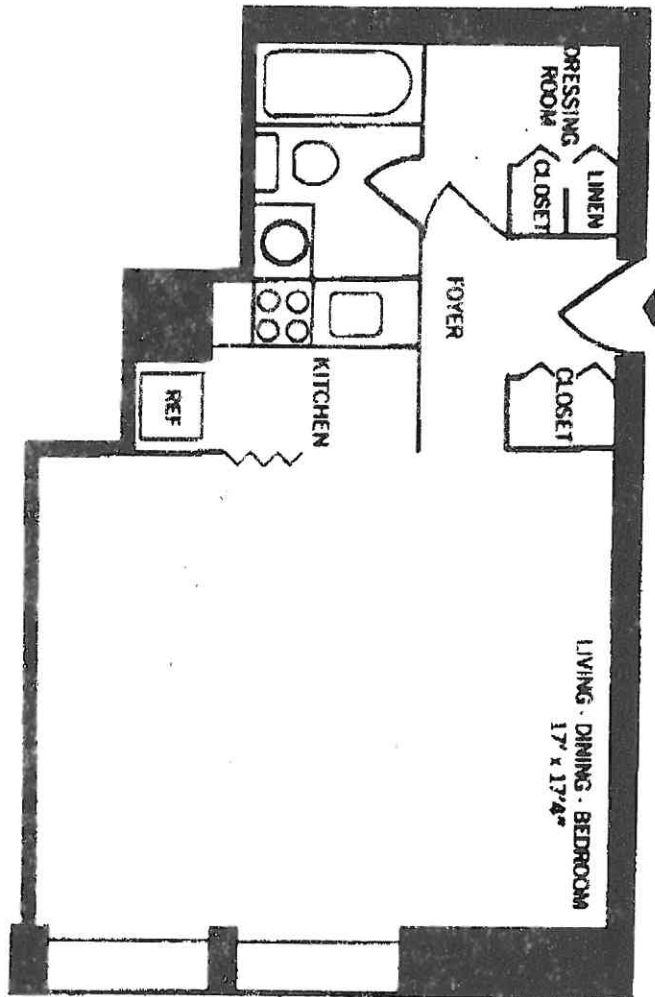 DRESSING
ROOM
LINEN
CLOSET
FOYER
CLOSET
KITCHEN
REF
LIVING - DINING - BEDROOM
17' x 17'4"